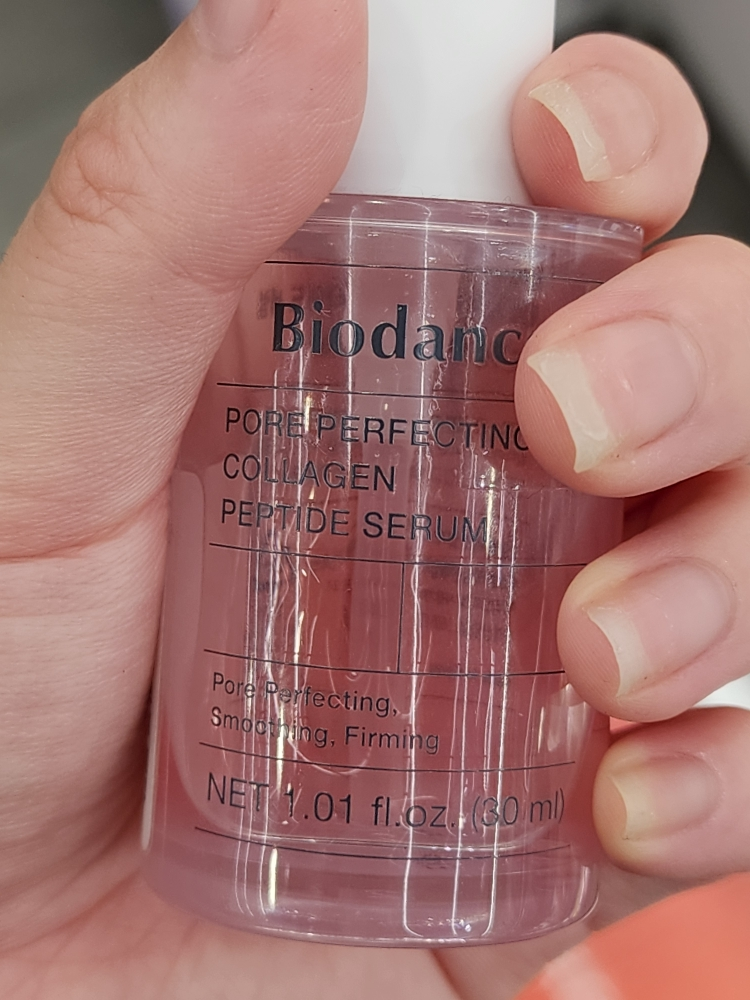 Biodanc
PORE PERFECTING
COLLAGEN
PEPTIDE SERUM
Pore Perfecting,
Smoothing, Firming
NET 1.01 fl.oz. (30 ml)